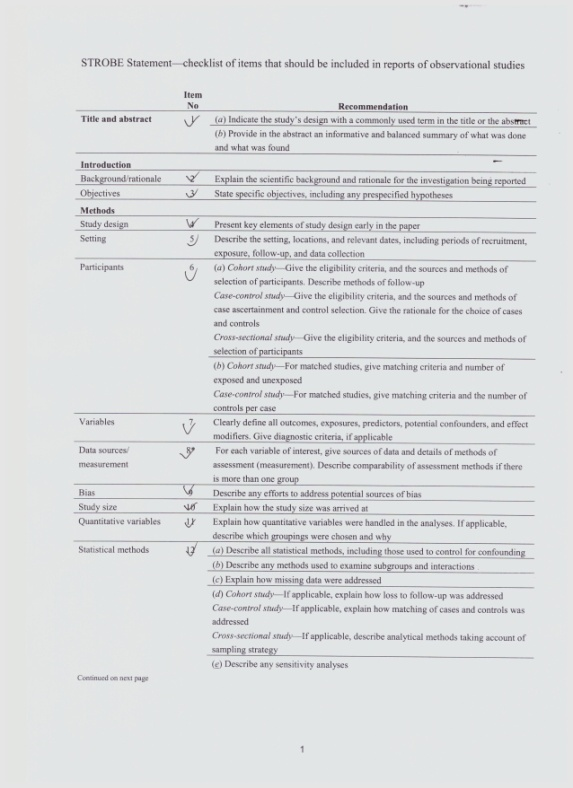 STROBE Statement—checklist of items that should be included in reports of observational studies
Item
No
Recommendation
Title and abstract 1 (a) Indicate the study's design with a commonly used term in the title or the abstract
(b) Provide in the abstract an informative and balanced summary of what was done
and what was found
Introduction
Background/rationale 2 Explain the scientific background and rationale for the investigation being reported
Objectives 3 State specific objectives, including any prespecified hypotheses
Methods
Study design 4 Present key elements of study design early in the paper
Setting 5 Describe the setting, locations, and relevant dates, including periods of recruitment,
exposure, follow-up, and data collection
Participants 6 (a) Cohort study—Give the eligibility criteria, and the sources and methods of
selection of participants. Describe methods of follow-up
Case-control study—Give the eligibility criteria, and the sources and methods of
case ascertainment and control selection. Give the rationale for the choice of cases
and controls
Cross-sectional study—Give the eligibility criteria, and the sources and methods of
selection of participants
(b) Cohort study—For matched studies, give matching criteria and number of
exposed and unexposed
Case-control study—For matched studies, give matching criteria and the number of
controls per case
Variables 7 Clearly define all outcomes, exposures, predictors, potential confounders, and effect
modifiers. Give diagnostic criteria, if applicable
Data sources/ 8* For each variable of interest, give sources of data and details of methods of
measurement assessment (measurement). Describe comparability of assessment methods if there
is more than one group
Bias 9 Describe any efforts to address potential sources of bias
Study size 10 Explain how the study size was arrived at
Quantitative variables 11 Explain how quantitative variables were handled in the analyses. If applicable,
describe which groupings were chosen and why
Statistical methods 12 (a) Describe all statistical methods, including those used to control for confounding
(b) Describe any methods used to examine subgroups and interactions
(c) Explain how missing data were addressed
(d) Cohort study—If applicable, explain how loss to follow-up was addressed
Case-control study—If applicable, explain how matching of cases and controls was
addressed
Cross-sectional study—If applicable, describe analytical methods taking account of
sampling strategy
(e) Describe any sensitivity analyses
Continued on next page
1